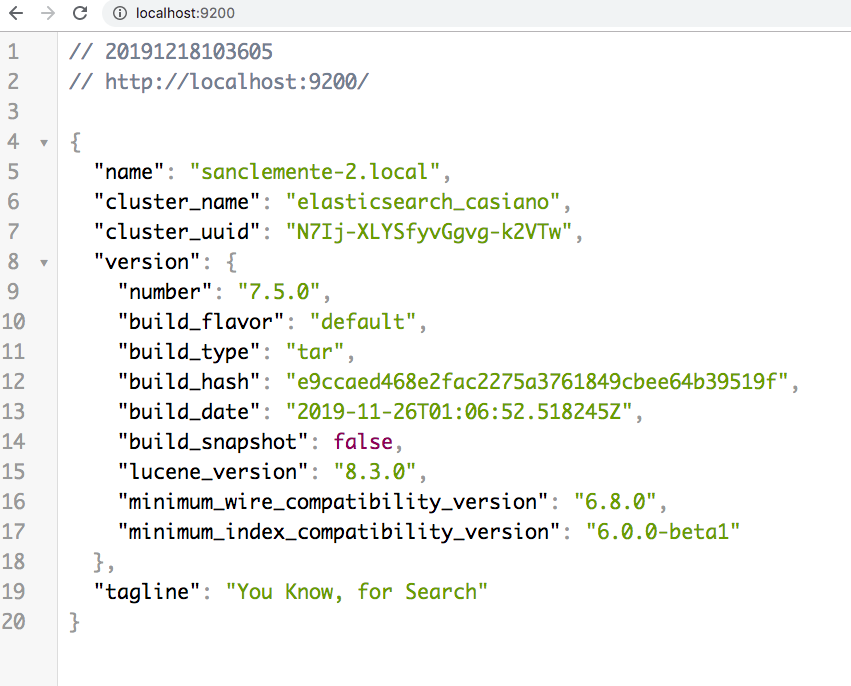 localhost:9200
1 // 20191218103605
2 // http://localhost:9200/
3
4 {
5 "name": "sanclemente-2.local",
6 "cluster_name": "elasticsearch_casiano",
7 "cluster_uuid": "N7Ij-XLYSfyvGgvg-k2VTw",
8 "version": {
9 "number": "7.5.0",
10 "build_flavor": "default",
11 "build_type": "tar",
12 "build_hash": "e9ccaed468e2fac2275a3761849cbee64b39519f",
13 "build_date": "2019-11-26T01:06:52.518245Z",
14 "build_snapshot": false,
15 "lucene_version": "8.3.0",
16 "minimum_wire_compatibility_version": "6.8.0",
17 "minimum_index_compatibility_version": "6.0.0-beta1"
18 },
19 "tagline": "You Know, for Search"
20 }